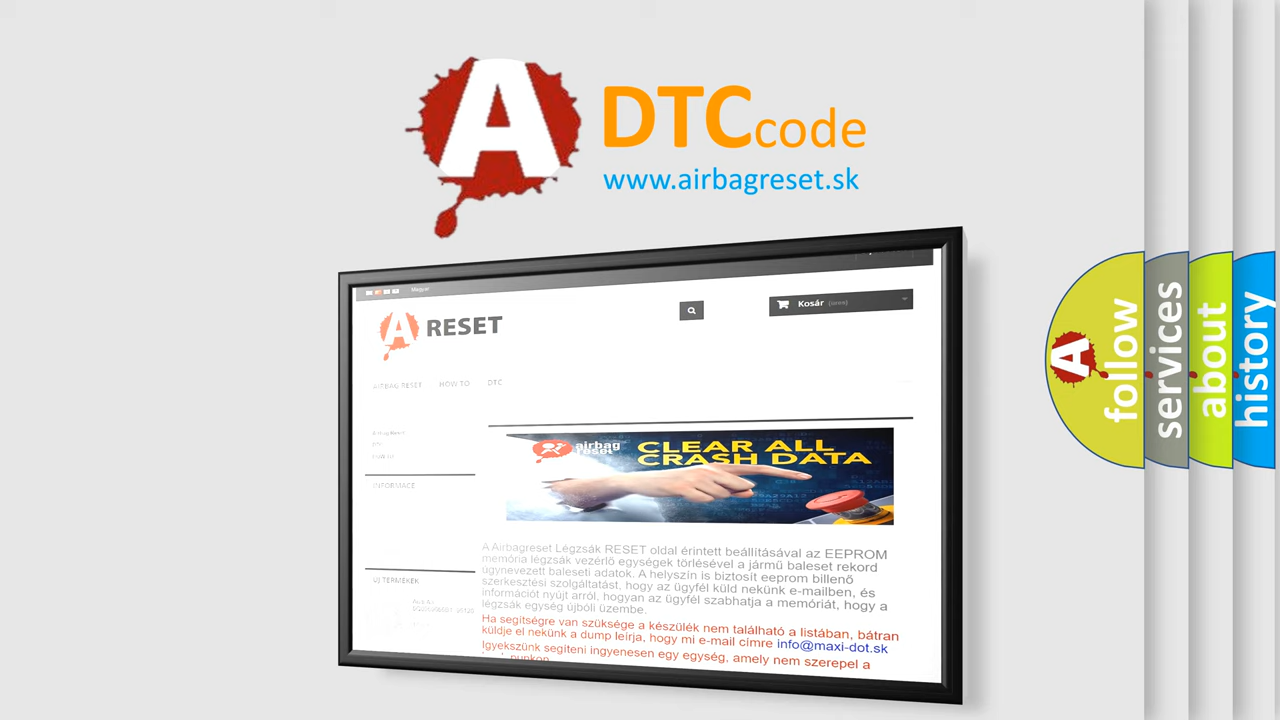 A DTC code
www.airbagreset.sk
Magyar
A RESET
Kosár (üres)
AIRBAG RESET HOW TO DTC
INFORMACE
ÚJ TERMÉKEK
airbag
reset
CLEAR ALL
CRASH DATA
A Airbagreset Légzsák RESET oldal érintett beállításával az EEPROM
memória légzsák vezérlő egységek törlésével a jármű baleset rekord
úgynevezett baleseti adatok. A helyszín is biztosít eeprom billenő
szerkesztési szolgáltatást, hogy az ügyfél küld nekünk e-mailben, és
információt nyújt arról, hogyan az ügyfél szabhatja a memóriát, hogy a
légzsák egység újbóli üzembe.
Ha segítségre van szüksége a készülék nem található a listában, bátran
küldje el nekünk a dump leírja, hogy mi e-mail címre info@maxi-dot.sk
Igyekszünk segíteni ingyenesen egy egység, amely nem szerepel a
A follow
services
about
history